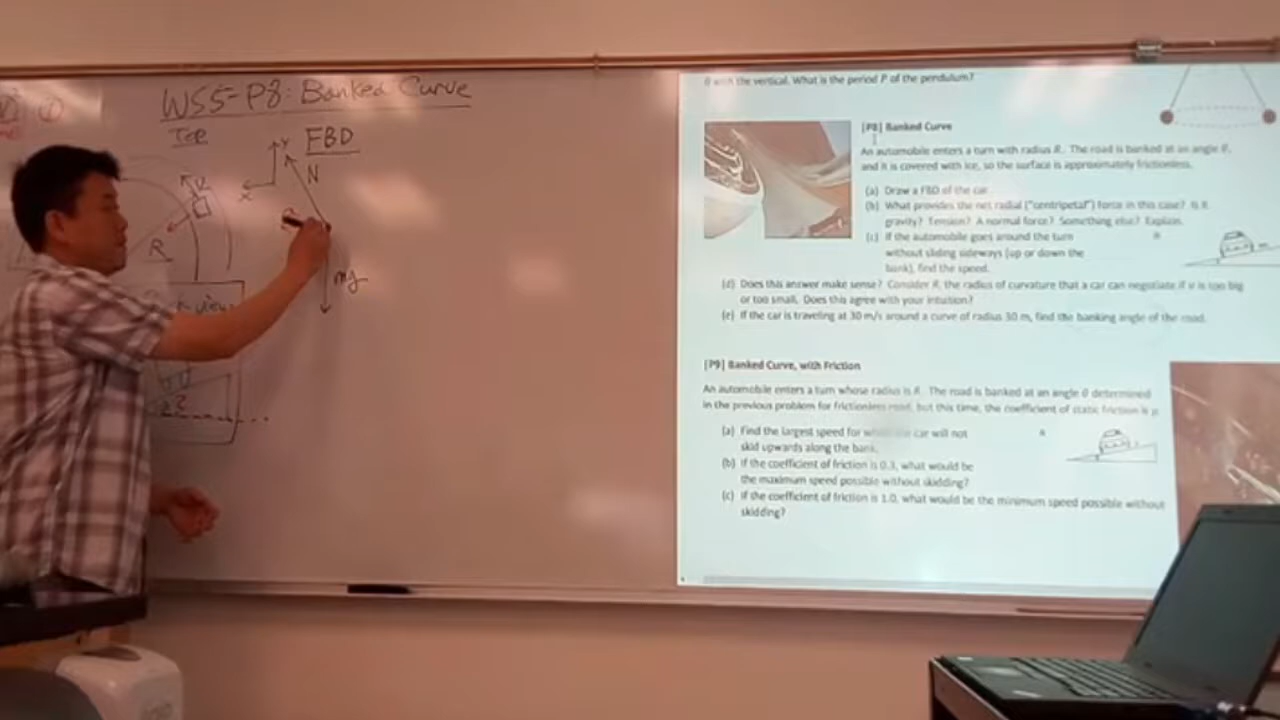 WS5-P8: Banked Curve
Top
FBD
Y
X
N
V
R
mg
view
θ with the vertical. What is the period P of the pendulum?
[P8] Banked Curve
An automobile enters a turn with radius R. The road is banked at an angle θ,
and it is covered with ice, so the surface is approximately frictionless.
(a) Draw a FBD of the car.
(b) What provides the net radial ("centripetal") force in this case? Is it
gravity? Tension? A normal force? Something else? Explain.
(c) If the automobile goes around the turn
without sliding sideways (up or down the
bank), find the speed.
(d) Does this answer make sense? Consider R, the radius of curvature that a car can negotiate if v is too big
or too small. Does this agree with your intuition?
(e) If the car is traveling at 30 m/s around a curve of radius 30 m, find the banking angle of the road.
[P9] Banked Curve, with Friction
An automobile enters a turn whose radius is R. The road is banked at an angle θ determined
in the previous problem for frictionless road, but this time, the coefficient of static friction is μ
(a) Find the largest speed for car will not
skid upwards along the bank.
(b) If the coefficient of friction is 0.3, what would be
the maximum speed possible without skidding?
(c) If the coefficient of friction is 1.0, what would be the minimum speed possible without
skidding?